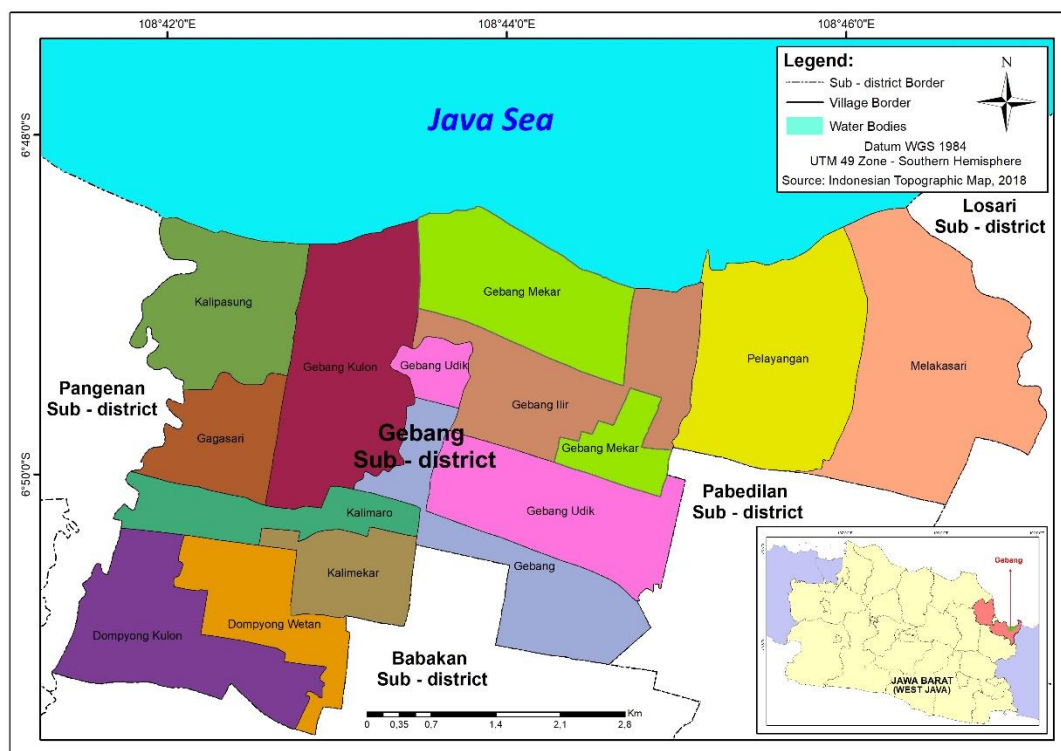 108°42'0"E
108°44'0"E
108°46'0"E
6°48'0"S
6°50'0"S
Java Sea
Legend:
N
Sub - district Border
Village Border
Water Bodies
Datum WGS 1984
UTM 49 Zone - Southern Hemisphere
Source: Indonesian Topographic Map, 2018
Losari
Sub - district
Kalipasung
Gebang Mekar
Gebang Kulon
Gebang Udik
Pelayangan
Melakasari
Pangenan
Sub - district
Gebang Ilir
Gagasari
Gebang
Sub - district
Gebang Mekar
Pabedilan
Sub - district
Kalimaro
Gebang Udik
Gebang
Kalimekar
Dompyong Wetan
Dompyong Kulon
Babakan
Sub - district
Km
0 0,35 0,7 1,4 2,1 2,8
Gebang
JAWA BARAT
(WEST JAVA)